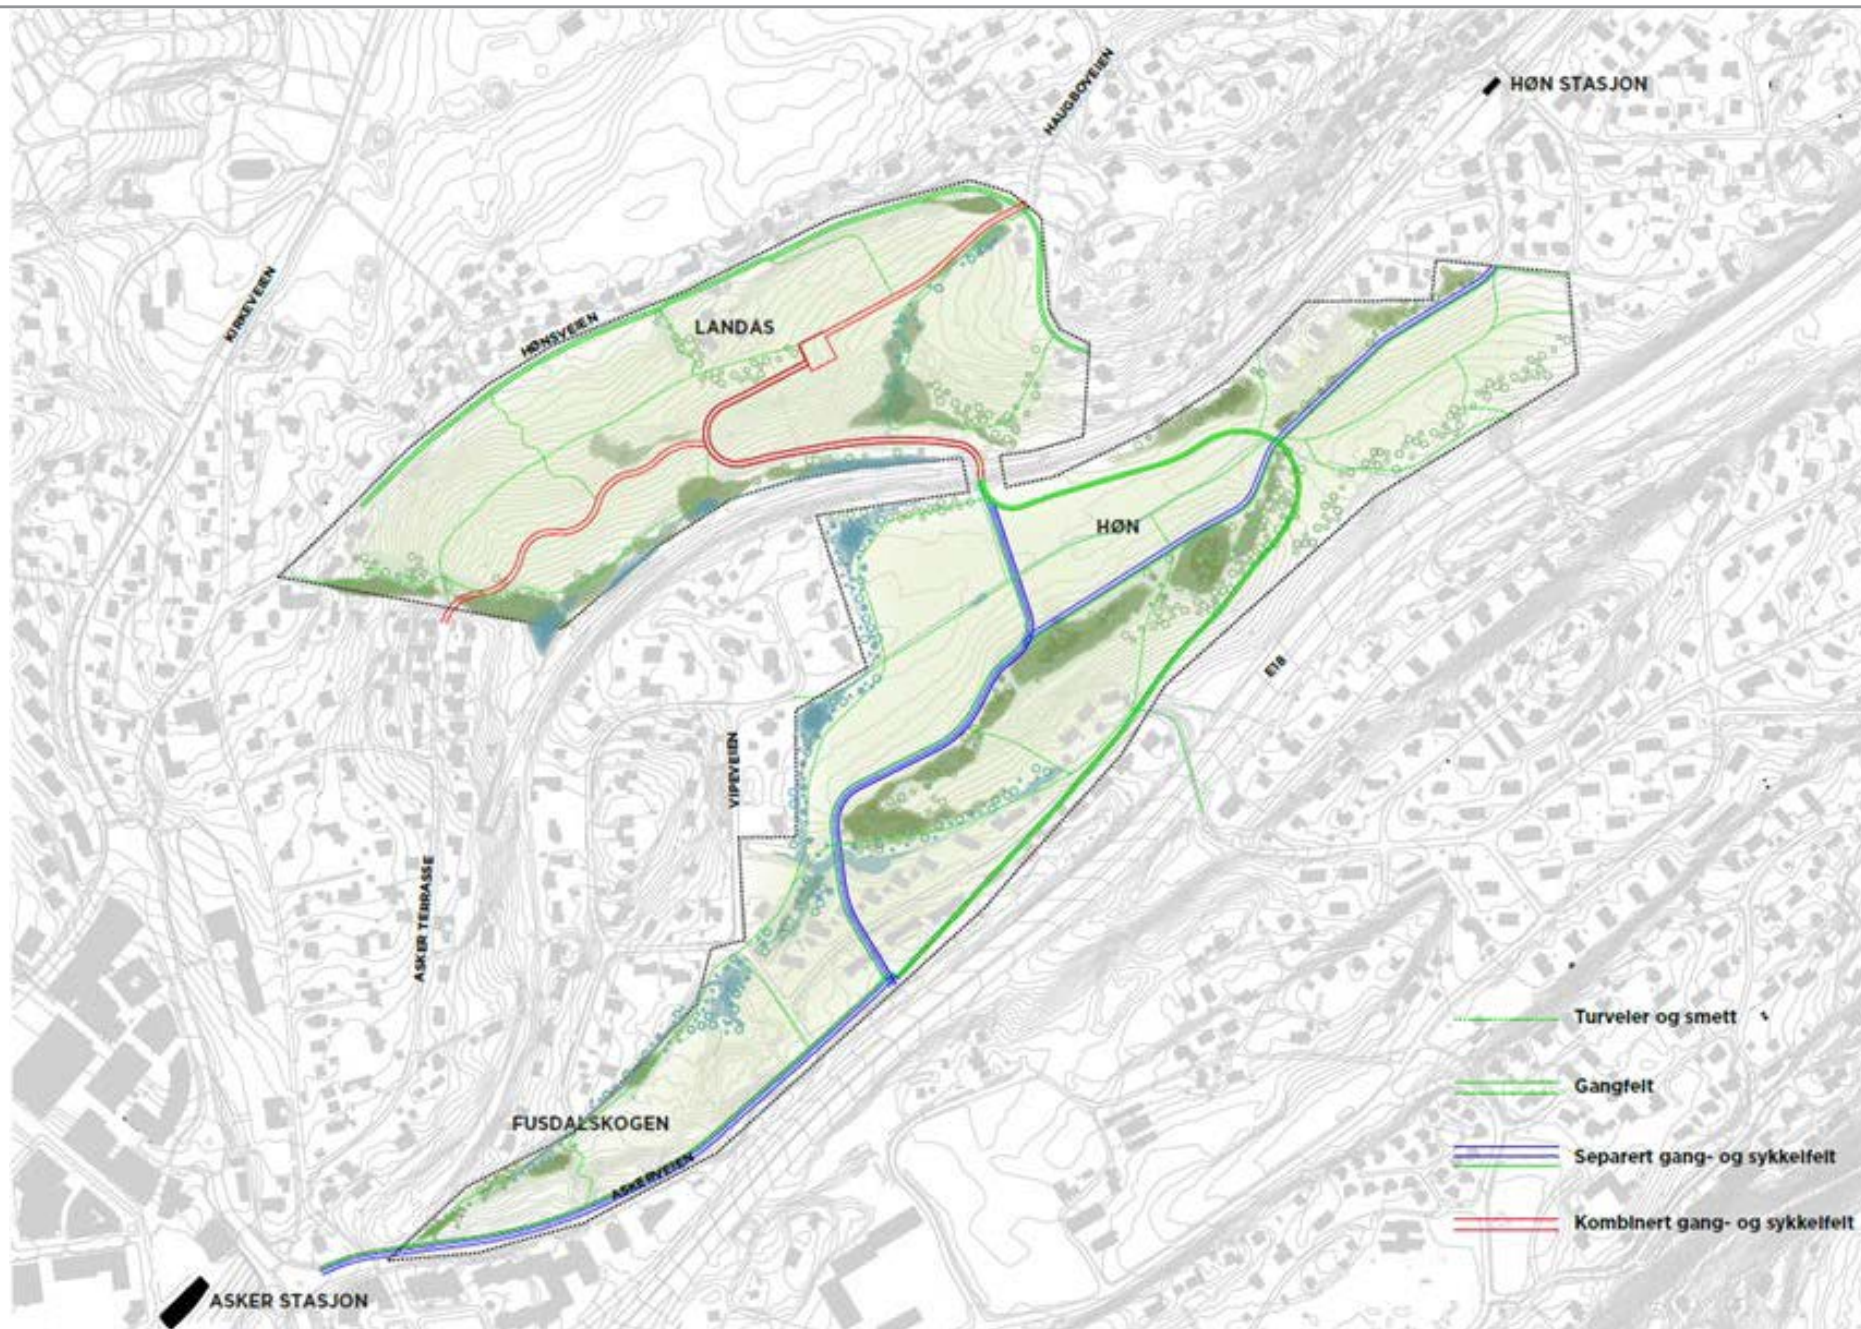 HAUGBOVEIEN
HØN STASJON
KIRKEVEIEN
HØNSVEIEN
LANDÅS
HØN
E18
VIPEVEIEN
ASKER TERRASSE
FUSDALSKOGEN
ASKERVEIEN
ASKER STASJON
Turveier og smett
Gangfelt
Separert gang- og sykkelfelt
Kombinert gang- og sykkelfelt